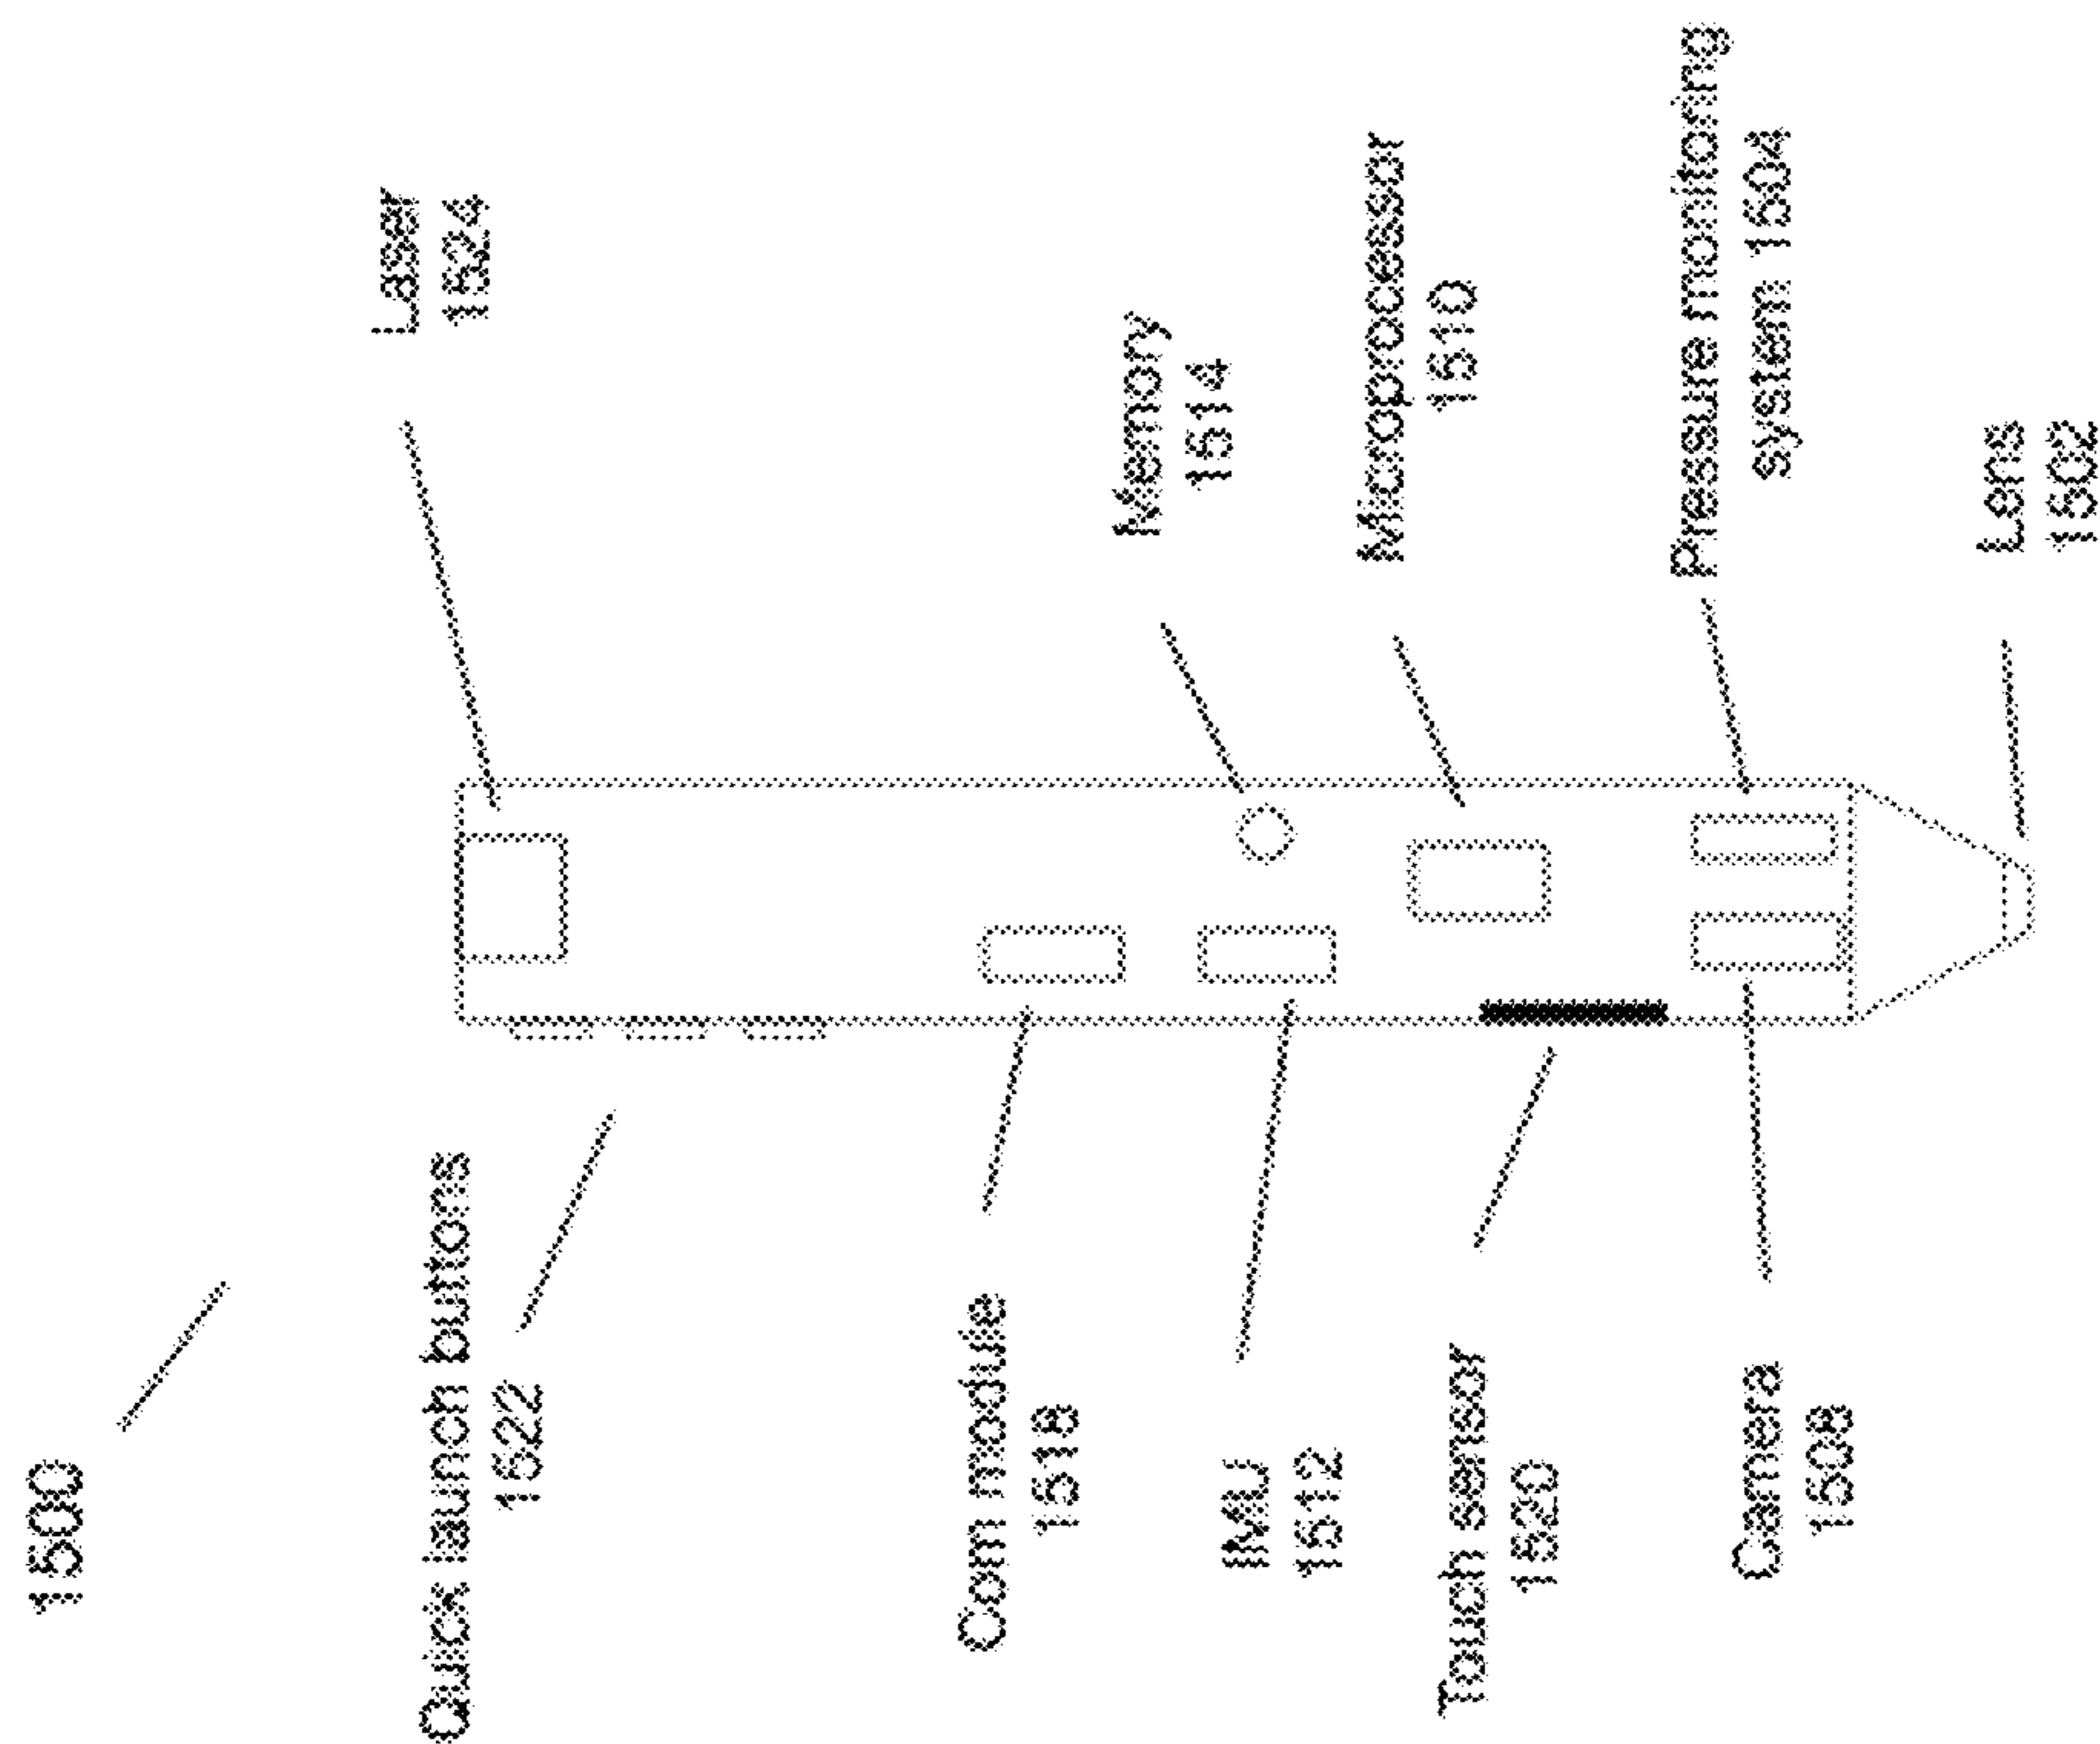 1500
Quick launch buttons
1522
Com module
1518
IMU
1512
Touch sensor
1520
Camera
1508
Laser
1524
Memory
1514
Microprocessor
1510
Pressure monitoring
system 1504
Lens
1502